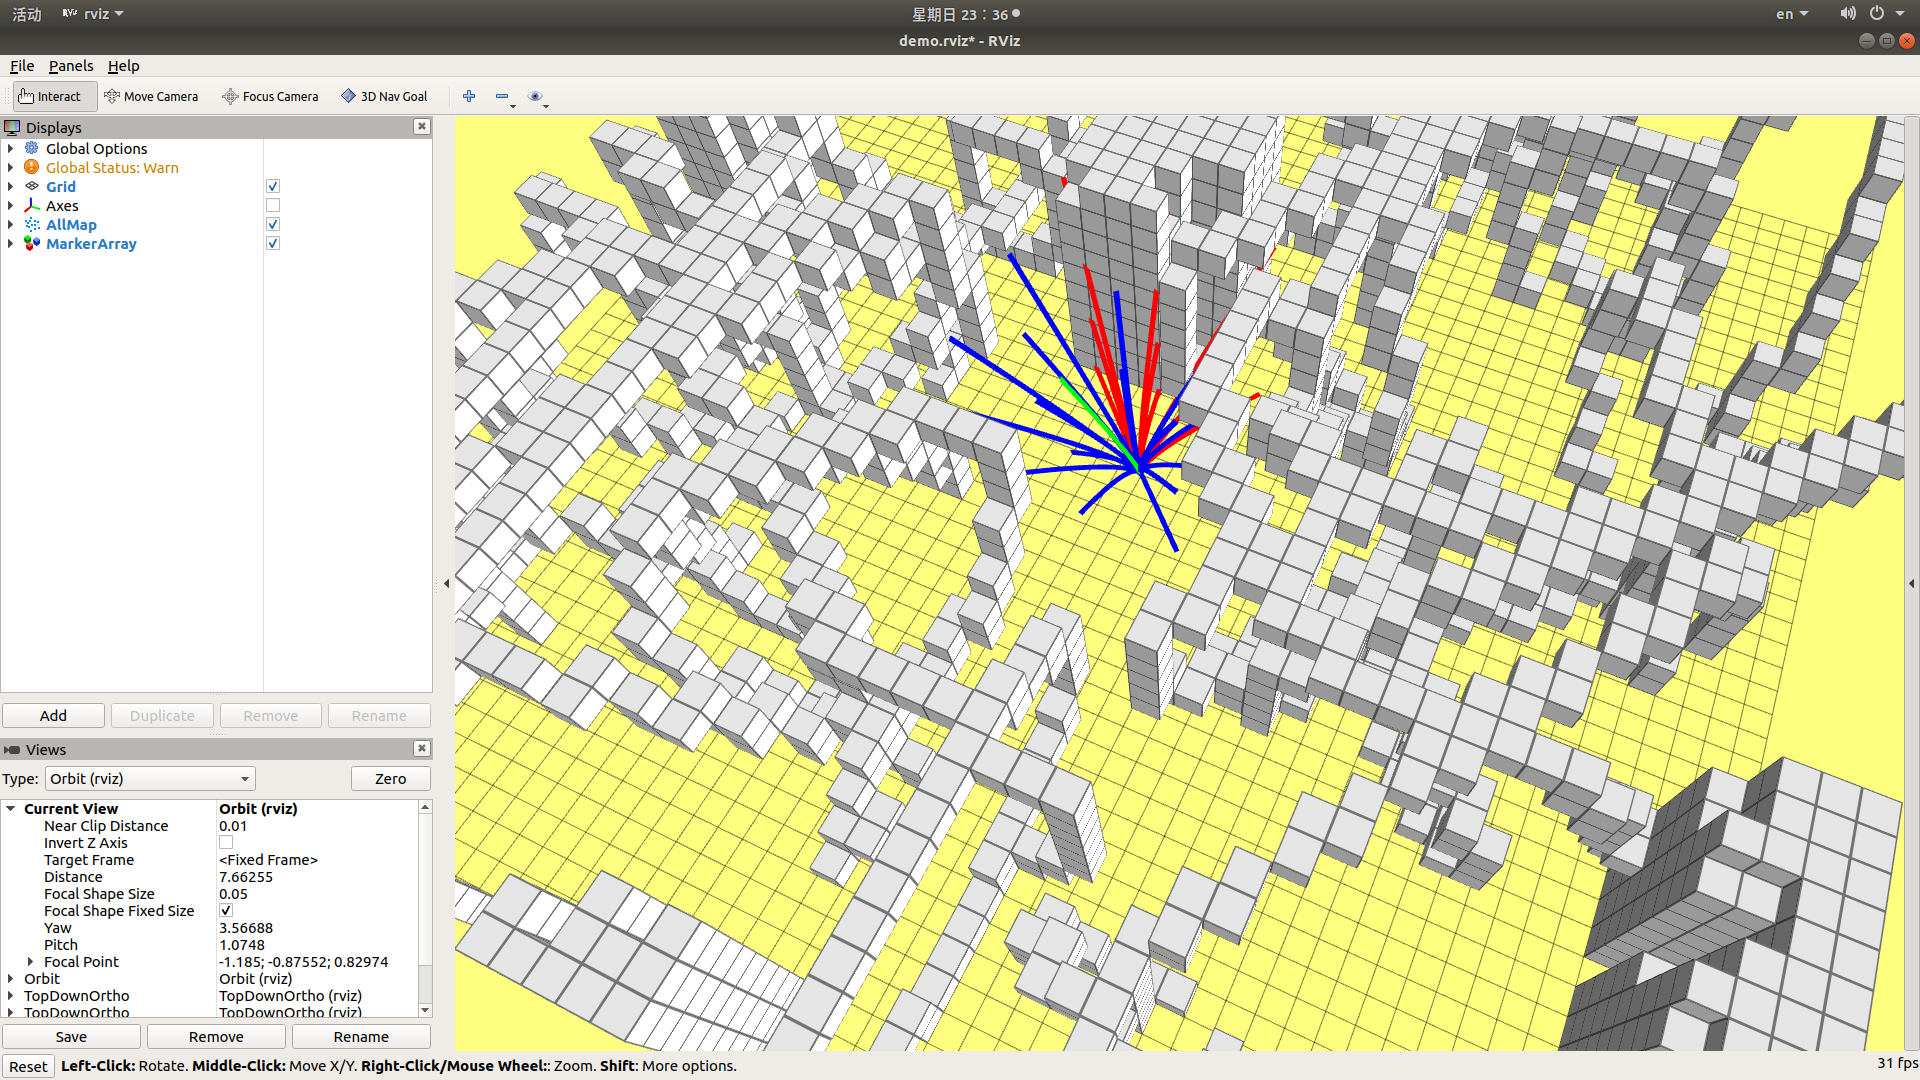 活动 RViz rviz 星期日 23：36 en
demo.rviz* - RViz
File Panels Help
Interact Move Camera Focus Camera 3D Nav Goal
Displays
Global Options
Global Status: Warn
Grid
Axes
AllMap
MarkerArray
Add Duplicate Remove Rename
Views
Type: Orbit (rviz) Zero
Current View Orbit (rviz)
Near Clip Distance 0.01
Invert Z Axis
Target Frame <Fixed Frame>
Distance 7.66255
Focal Shape Size 0.05
Focal Shape Fixed Size
Yaw 3.56688
Pitch 1.0748
Focal Point -1.185; -0.87552; 0.82974
Orbit Orbit (rviz)
TopDownOrtho TopDownOrtho (rviz)
TopDownOrtho TopDownOrtho (rviz)
Save Remove Rename
Reset Left-Click: Rotate. Middle-Click: Move X/Y. Right-Click/Mouse Wheel:: Zoom. Shift: More options. 31 fps